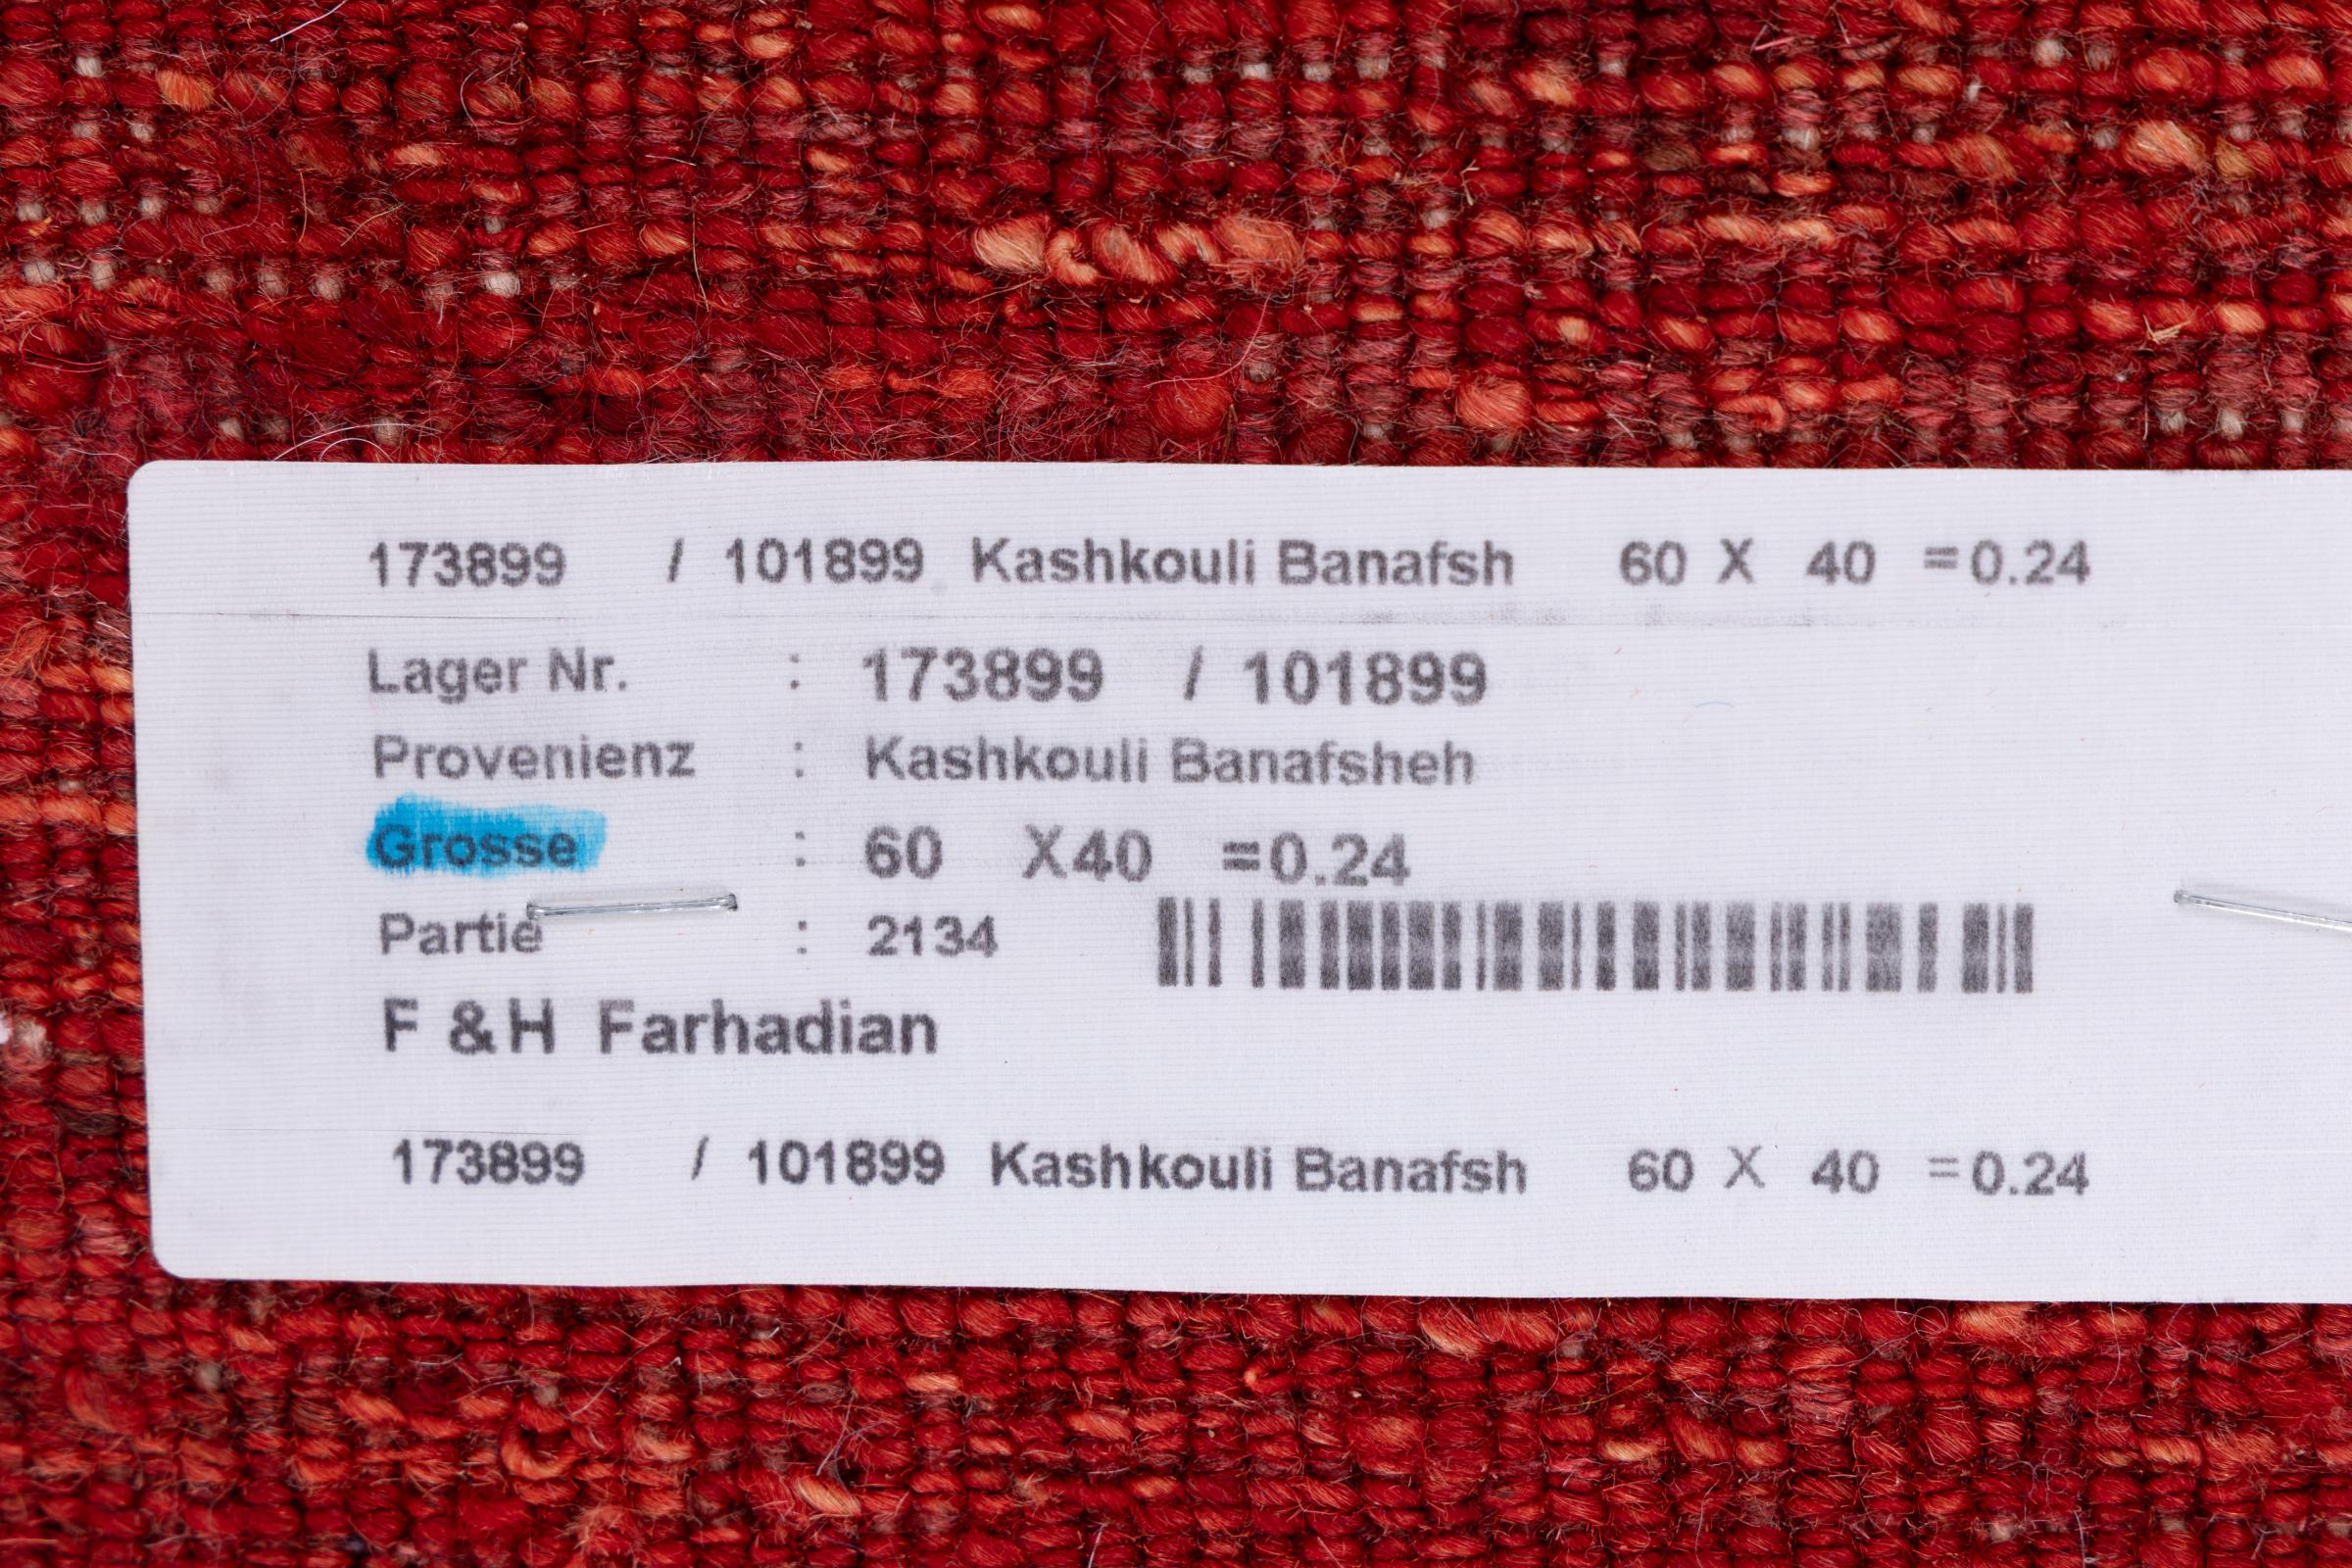 173899 / 101899 Kashkouli Banafsh 60 X 40 =0.24
Lager Nr. : 173899 / 101899
Provenienz : Kashkouli Banafsheh
Grosse : 60 X40 =0.24
Partie : 2134
F &H Farhadian
173899 / 101899 Kashkouli Banafsh 60 X 40 =0.24